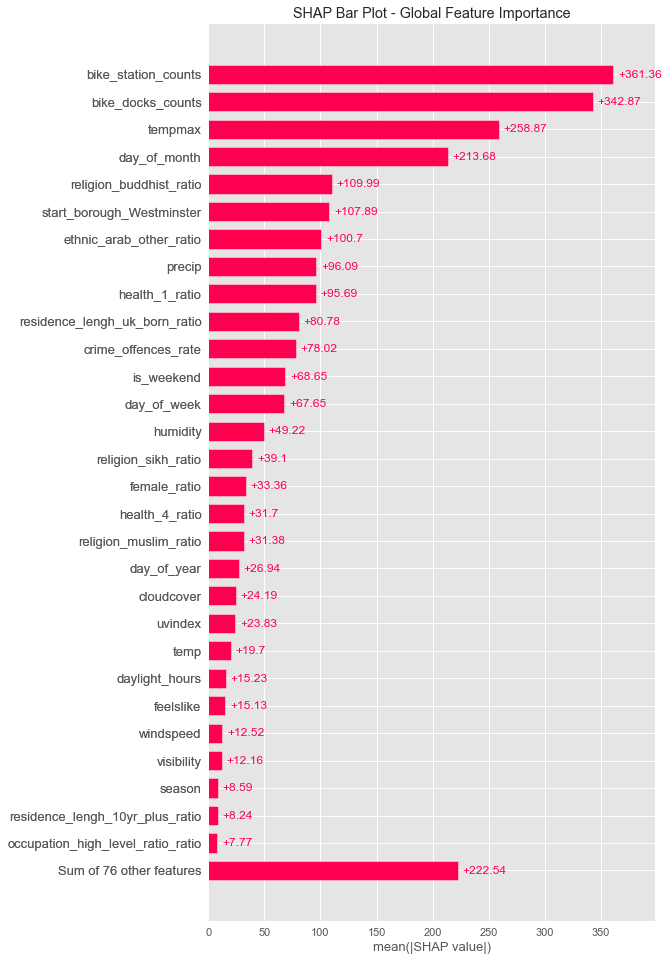 SHAP Bar Plot - Global Feature Importance
bike_station_counts +361.36
bike_docks_counts +342.87
tempmax +258.87
day_of_month +213.68
religion_buddhist_ratio +109.99
start_borough_Westminster +107.89
ethnic_arab_other_ratio +100.7
precip +96.09
health_1_ratio +95.69
residence_lengh_uk_born_ratio +80.78
crime_offences_rate +78.02
is_weekend +68.65
day_of_week +67.65
humidity +49.22
religion_sikh_ratio +39.1
female_ratio +33.36
health_4_ratio +31.7
religion_muslim_ratio +31.38
day_of_year +26.94
cloudcover +24.19
uvindex +23.83
temp +19.7
daylight_hours +15.23
feelslike +15.13
windspeed +12.52
visibility +12.16
season +8.59
residence_lengh_10yr_plus_ratio +8.24
occupation_high_level_ratio_ratio +7.77
Sum of 76 other features +222.54
0 50 100 150 200 250 300 350
mean(|SHAP value|)